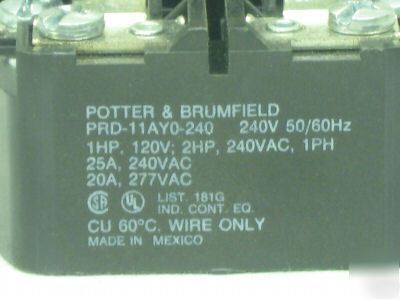 POTTER & BRUMFIELD
PRD-11AY0-240 240V 50/60Hz
1HP, 120V; 2HP, 240VAC, 1PH
25A, 240VAC
20A, 277VAC
LIST. 181G
IND. CONT. EQ.
CU 60°C. WIRE ONLY
MADE IN MEXICO